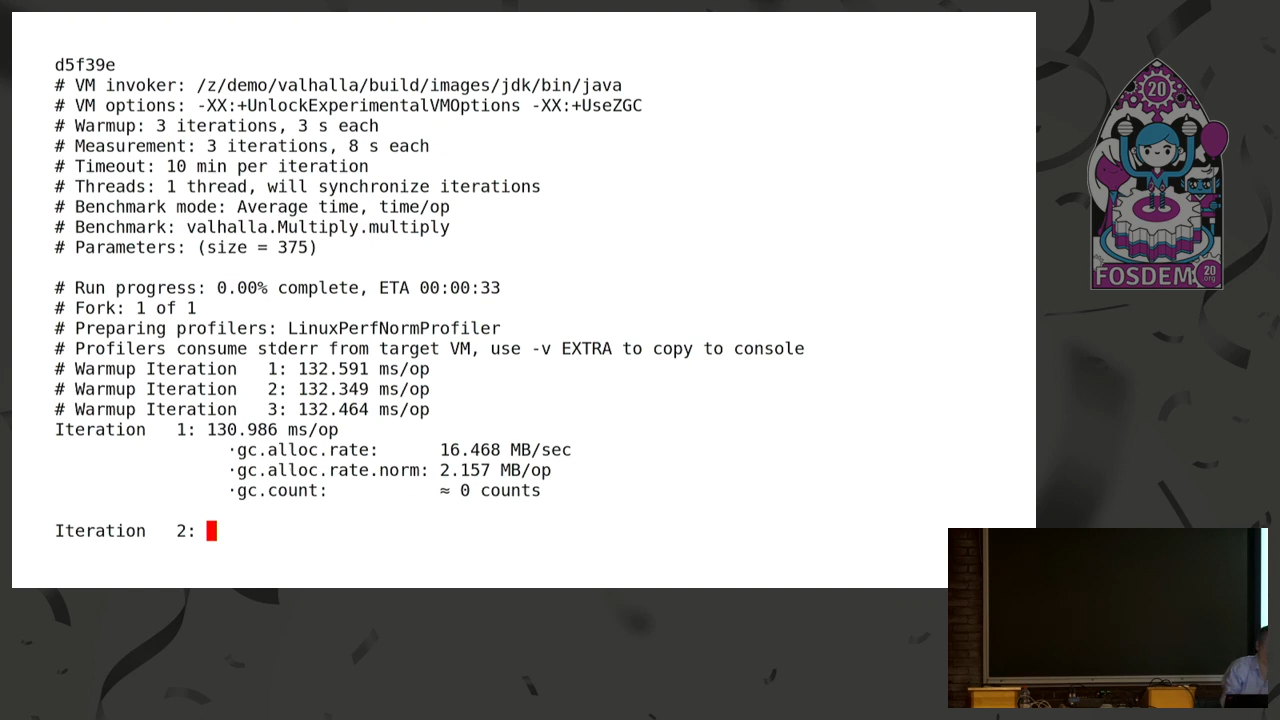 d5f39e
# VM invoker: /z/demo/valhalla/build/images/jdk/bin/java
# VM options: -XX:+UnlockExperimentalVMOptions -XX:+UseZGC
# Warmup: 3 iterations, 3 s each
# Measurement: 3 iterations, 8 s each
# Timeout: 10 min per iteration
# Threads: 1 thread, will synchronize iterations
# Benchmark mode: Average time, time/op
# Benchmark: valhalla.Multiply.multiply
# Parameters: (size = 375)
# Run progress: 0.00% complete, ETA 00:00:33
# Fork: 1 of 1
# Preparing profilers: LinuxPerfNormProfiler
# Profilers consume stderr from target VM, use -v EXTRA to copy to console
# Warmup Iteration   1: 132.591 ms/op
# Warmup Iteration   2: 132.349 ms/op
# Warmup Iteration   3: 132.464 ms/op
Iteration   1: 130.986 ms/op
·gc.alloc.rate:      16.468 MB/sec
·gc.alloc.rate.norm: 2.157 MB/op
·gc.count:           ≈ 0 counts
Iteration   2:
20
FOSDEM 20
.org